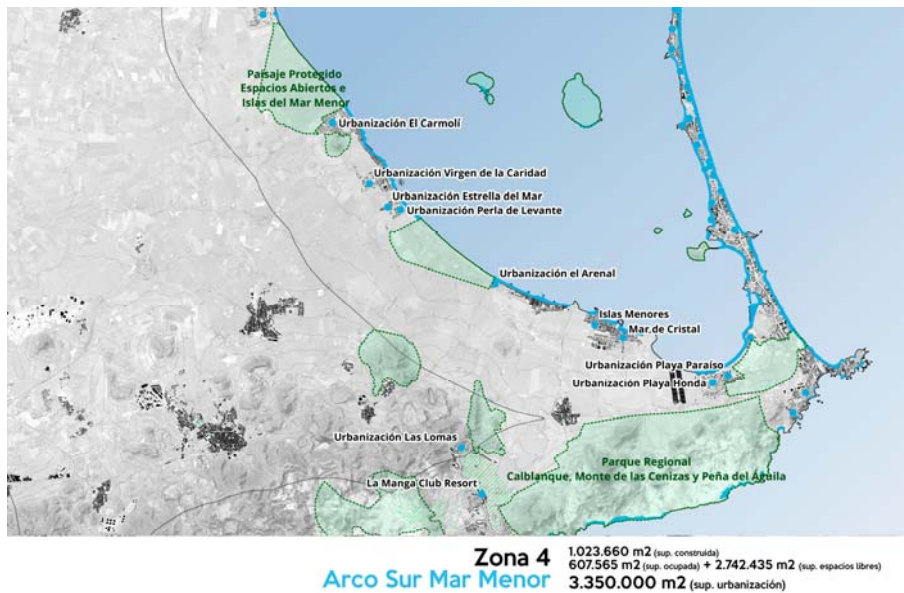 Paisaje Protegido
Espacios Abiertos e
Islas del Mar Menor
Urbanización El Carmolí
Urbanización Virgen de la Caridad
Urbanización Estrella del Mar
Urbanización Perla de Levante
Urbanización el Arenal
Islas Menores
Mar de Cristal
Urbanización Playa Paraíso
Urbanización Playa Honda
Urbanización Las Lomas
Parque Regional
Calblanque, Monte de las Cenizas y Peña del Águila
La Manga Club Resort
Zona 4
Arco Sur Mar Menor
1.023.660 m2 (sup. construida)
607.565 m2 (sup. ocupada) + 2.742.435 m2 (sup. espacios libres)
3.350.000 m2 (sup. urbanización)